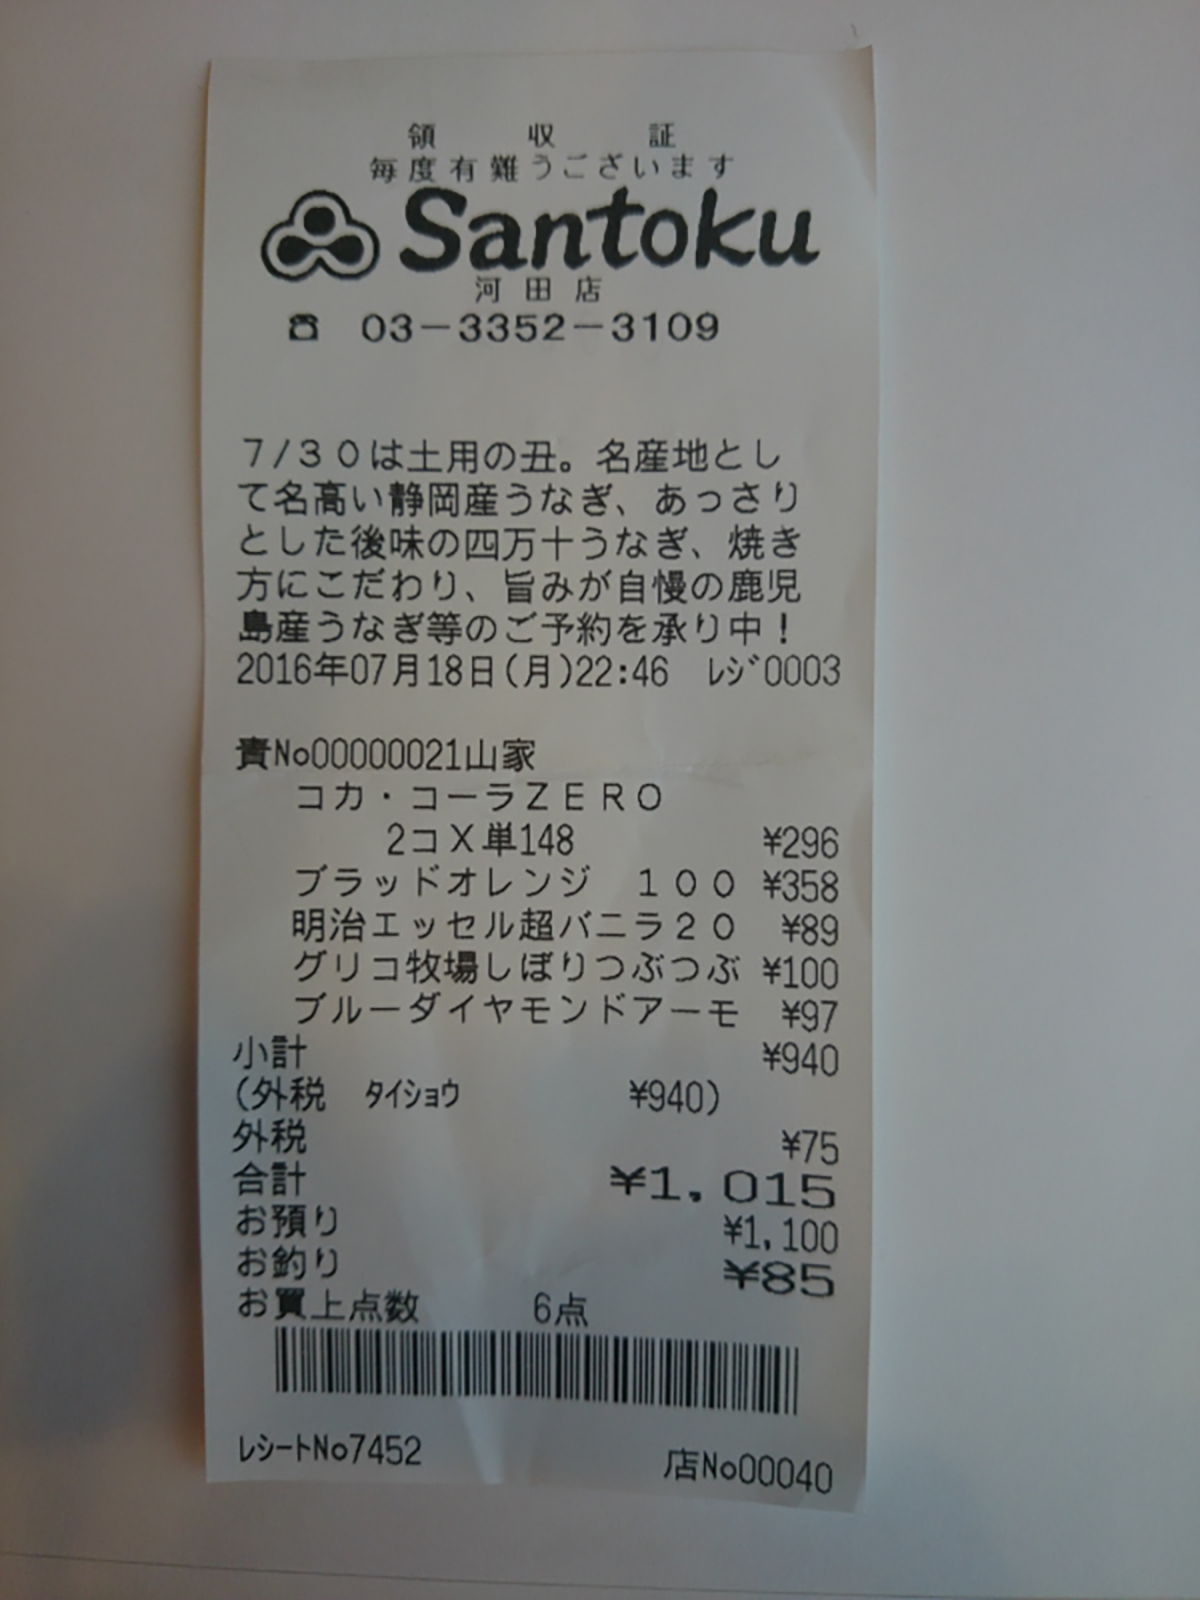 領収証
毎度有難うございます
Santoku
河田店
☎ 03-3352-3109
7/30は土用の丑。名産地とし
て名高い静岡産うなぎ、あっさり
とした後味の四万十うなぎ、焼き
方にこだわり、旨みが自慢の鹿児
島産うなぎ等のご予約を承り中!
2016年07月18日(月)22:46 ﾚｼﾞ0003
責No00000021山家
コカ・コーラZERO
2コX単148 ¥296
ブラッドオレンジ 100 ¥358
明治エッセル超バニラ20 ¥89
グリコ牧場しぼりつぶつぶ ¥100
ブルーダイヤモンドアーモ ¥97
小計 ¥940
(外税 ﾀｲｼｮｳ ¥940)
外税 ¥75
合計 ¥1,015
お預り ¥1,100
お釣り ¥85
お買上点数 6点
ﾚｼｰﾄNo7452 店No00040